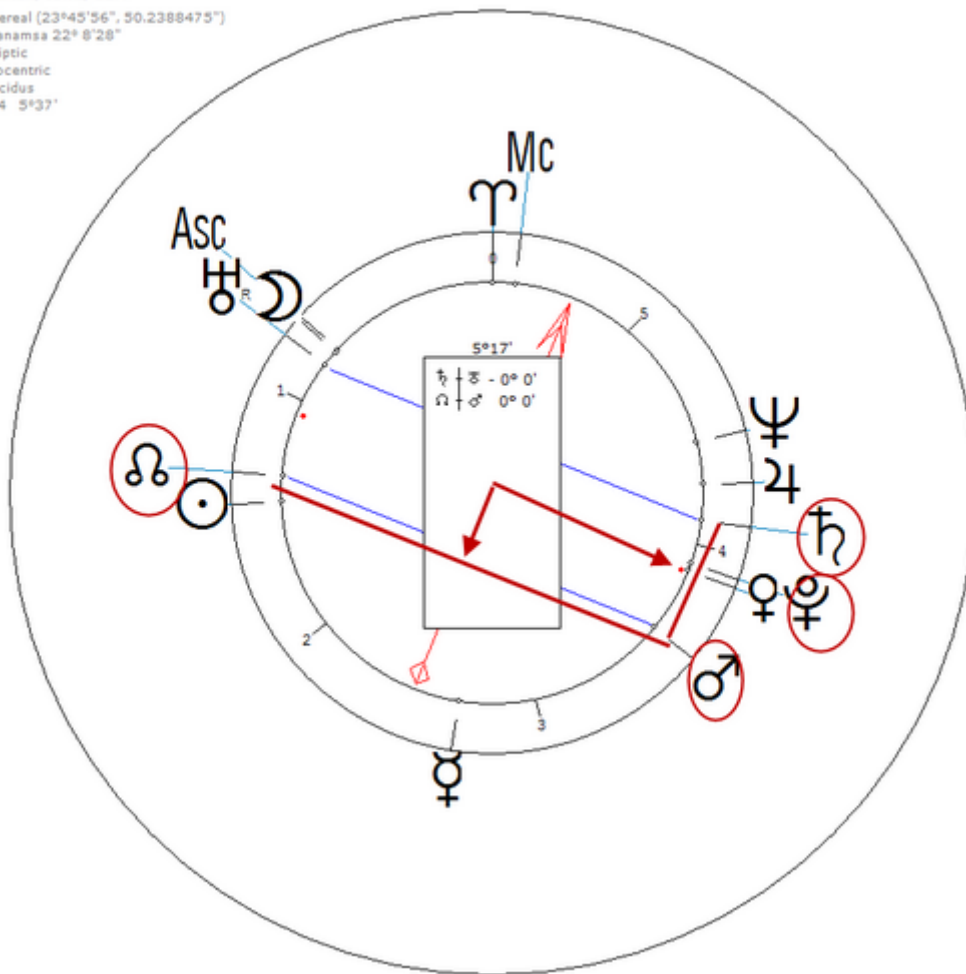 ereal (23°45'56", 50.2388475")
anamsa 22° 8'28"
iptic
ocentric
cidus
4 5°37'
Mc
♈
0
Asc
♅ R ☽
5
5°17'
- 0° 0'
☊ ♂ 0° 0'
1
♆
☊
♃
☉
♄
4
♀ ♇
2
♂
3
☿